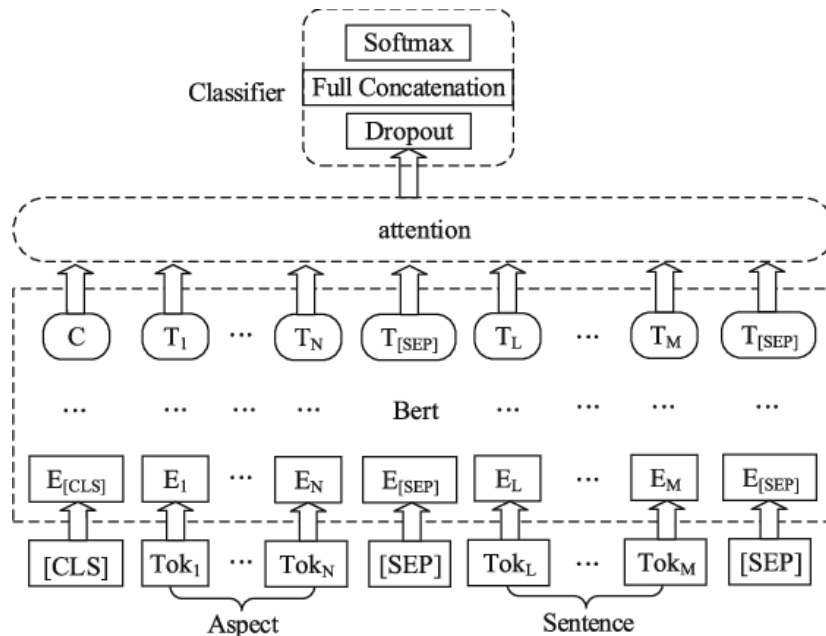 Softmax
Classifier Full Concatenation
Dropout
attention
C T1 ... TN T[SEP] TL ... TM T[SEP]
... ... ... ... Bert ... ... ... ...
E[CLS] E1 ... EN E[SEP] EL ... EM E[SEP]
[CLS] Tok1 ... TokN [SEP] TokL ... TokM [SEP]
Aspect Sentence